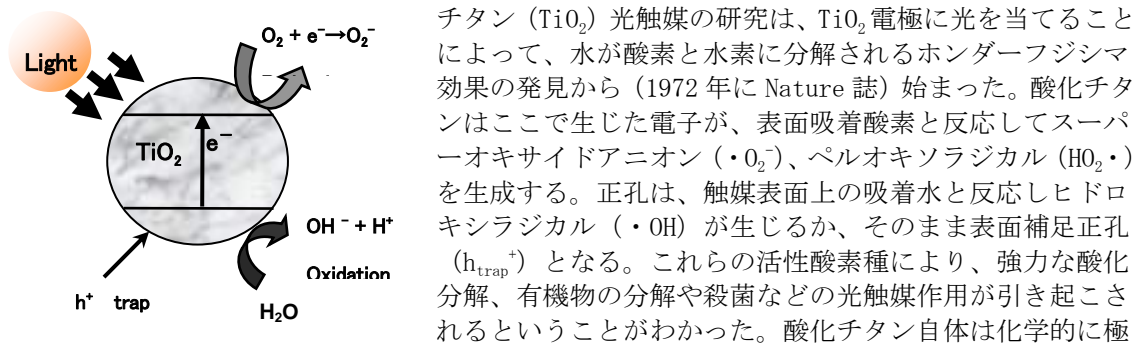 Light
O₂ + e⁻→O₂⁻
TiO₂
e⁻
OH⁻ + H⁺
Oxidation
h⁺ trap
H₂O
チタン（TiO₂）光触媒の研究は、TiO₂電極に光を当てること
によって、水が酸素と水素に分解されるホンダーフジシマ
効果の発見から（1972 年に Nature 誌）始まった。酸化チタ
ンはここで生じた電子が、表面吸着酸素と反応してスーパ
ーオキサイドアニオン（・O₂⁻）、ペルオキソラジカル（HO₂・）
を生成する。正孔は、触媒表面上の吸着水と反応しヒドロ
キシラジカル（・OH）が生じるか、そのまま表面補足正孔
（hₜᵣₐₚ⁺）となる。これらの活性酸素種により、強力な酸化
分解、有機物の分解や殺菌などの光触媒作用が引き起こさ
れるということがわかった。酸化チタン自体は化学的に極